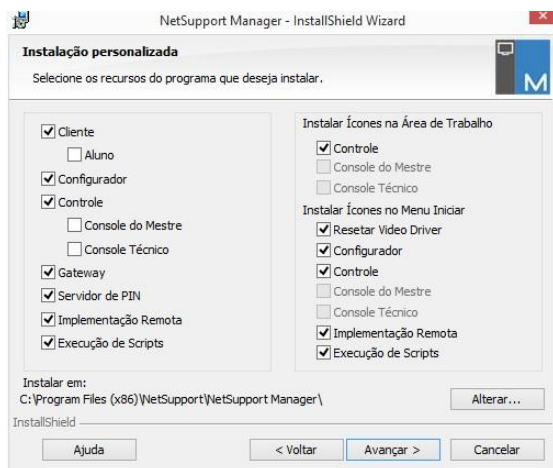 NetSupport Manager - InstallShield Wizard
Instalação personalizada
Selecione os recursos do programa que deseja instalar.
M
Cliente
Aluno
Configurador
Controle
Console do Mestre
Console Técnico
Gateway
Servidor de PIN
Implementação Remota
Execução de Scripts
Instalar Ícones na Área de Trabalho
Controle
Console do Mestre
Console Técnico
Instalar Ícones no Menu Iniciar
Resetar Video Driver
Configurador
Controle
Console do Mestre
Console Técnico
Implementação Remota
Execução de Scripts
Instalar em:
C:\Program Files (x86)\NetSupport\NetSupport Manager\
Alterar...
InstallShield
Ajuda
< Voltar
Avançar >
Cancelar